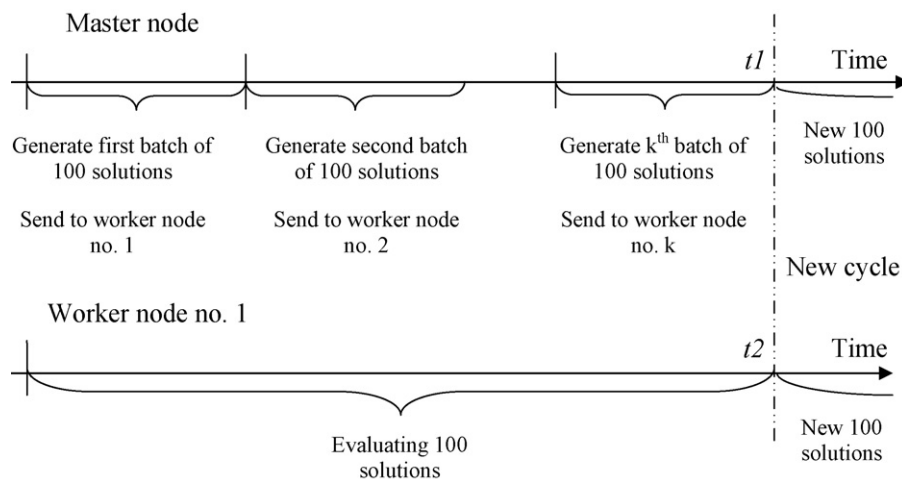 Master node
t1
Time
Generate first batch of
100 solutions
Send to worker node
no. 1
Generate second batch
of 100 solutions
Send to worker node
no. 2
Generate kth batch of
100 solutions
Send to worker node
no. k
New 100
solutions
New cycle
Worker node no. 1
t2
Time
Evaluating 100
solutions
New 100
solutions